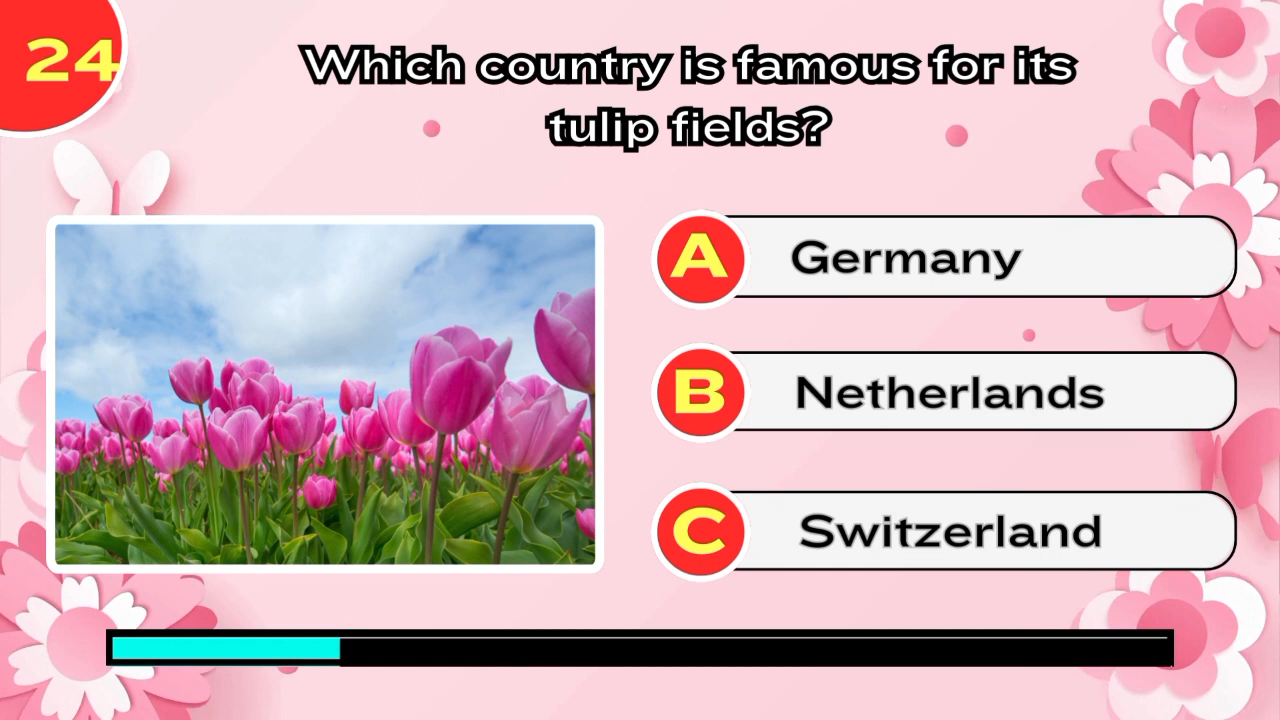 24
Which country is famous for its
tulip fields?
A Germany
B Netherlands
C Switzerland